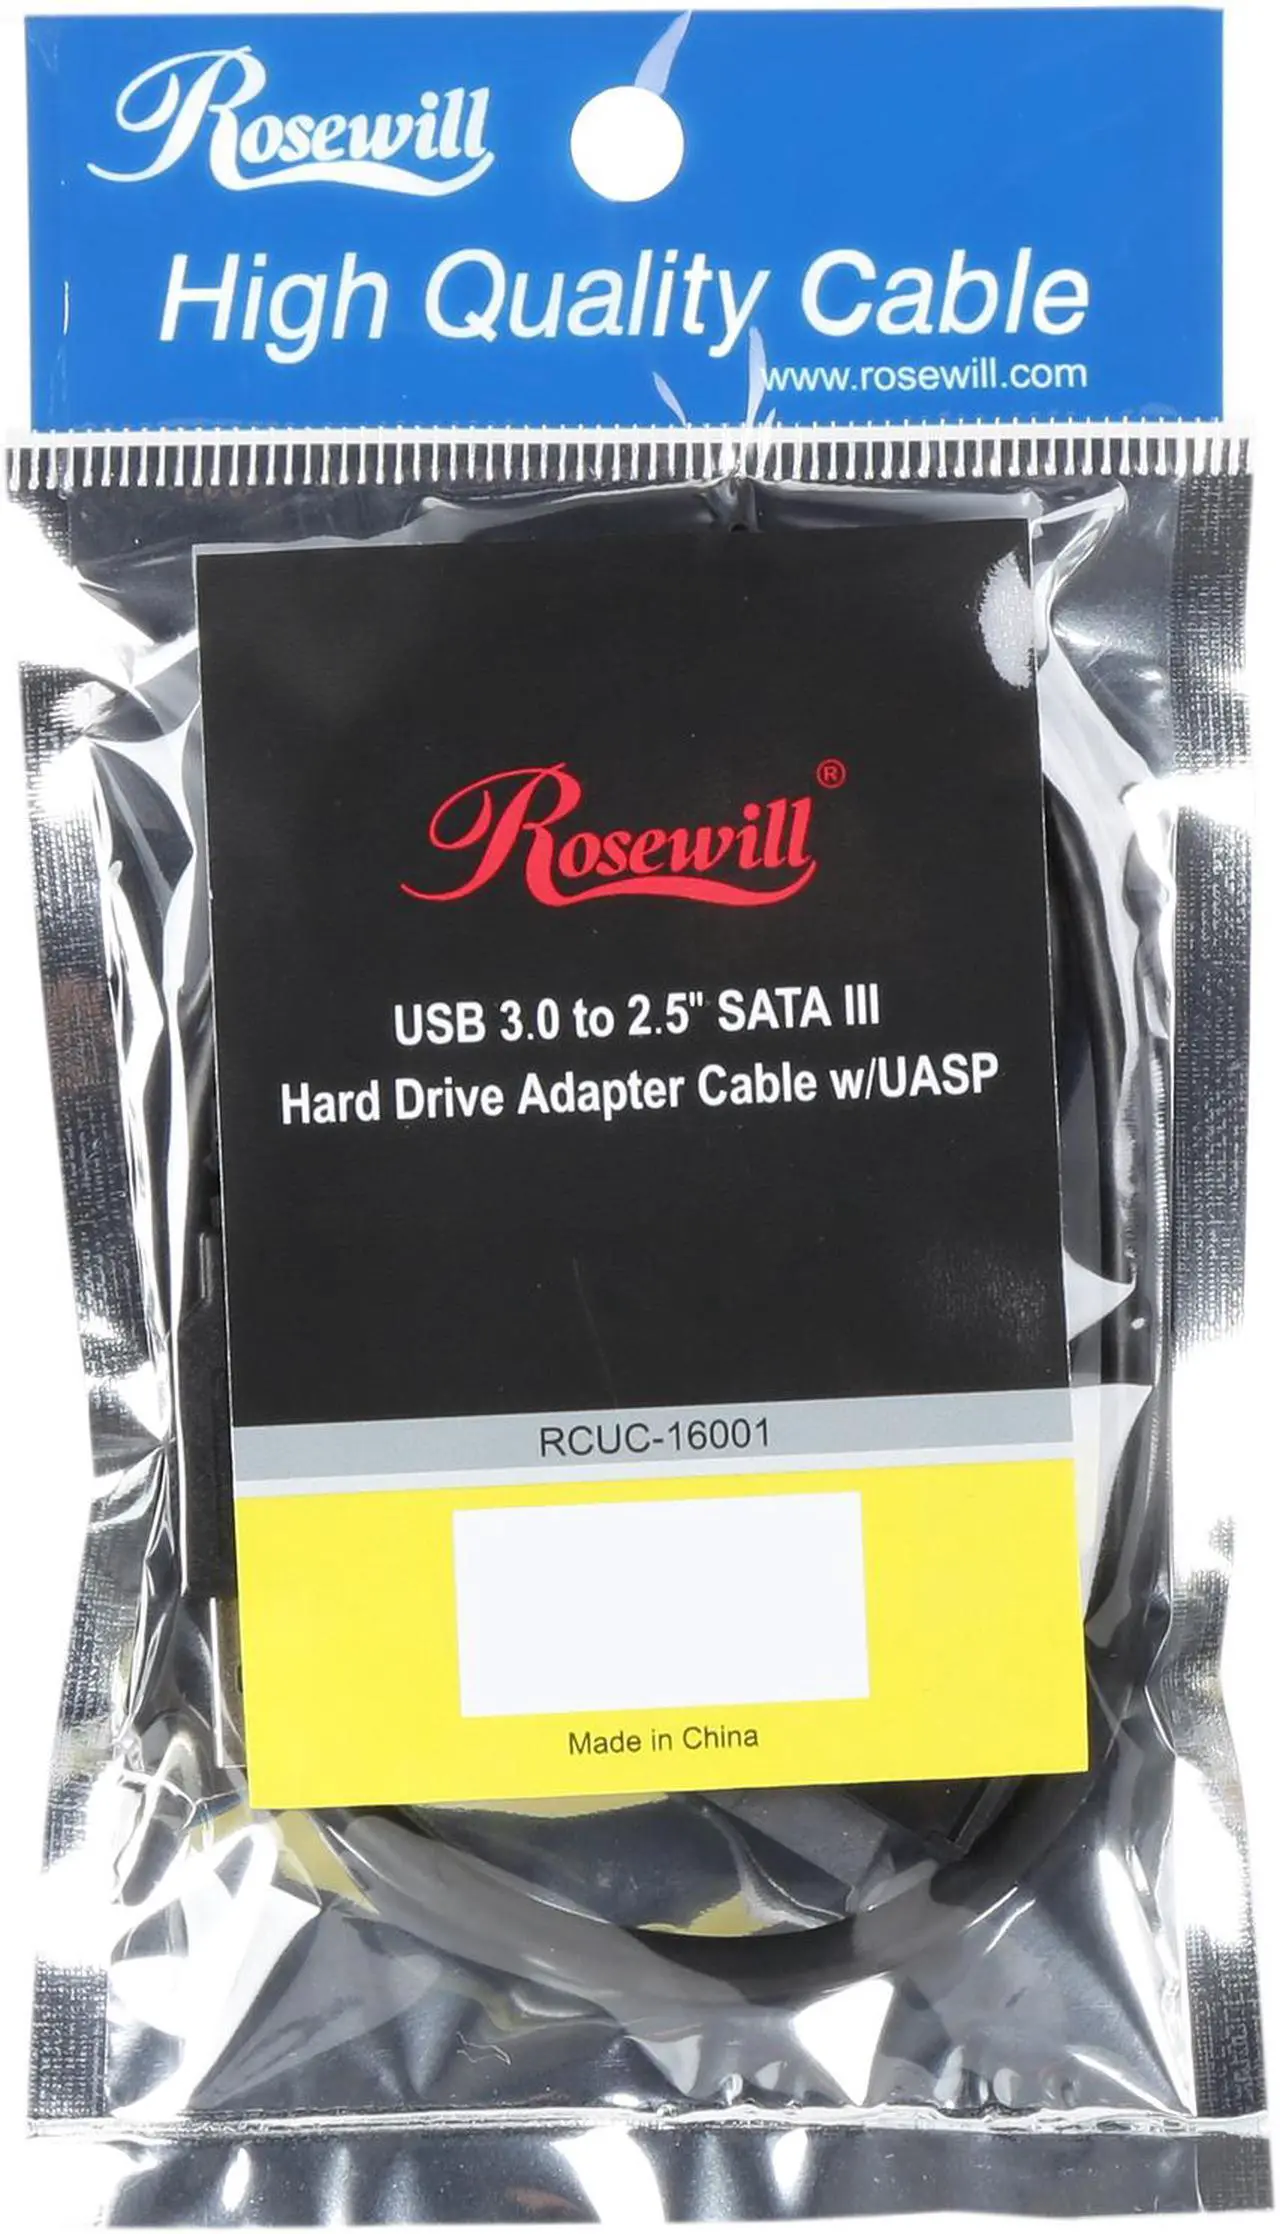 Rosewill
High Quality Cable
www.rosewill.com
Rosewill®
USB 3.0 to 2.5" SATA III
Hard Drive Adapter Cable w/UASP
RCUC-16001
Made in China